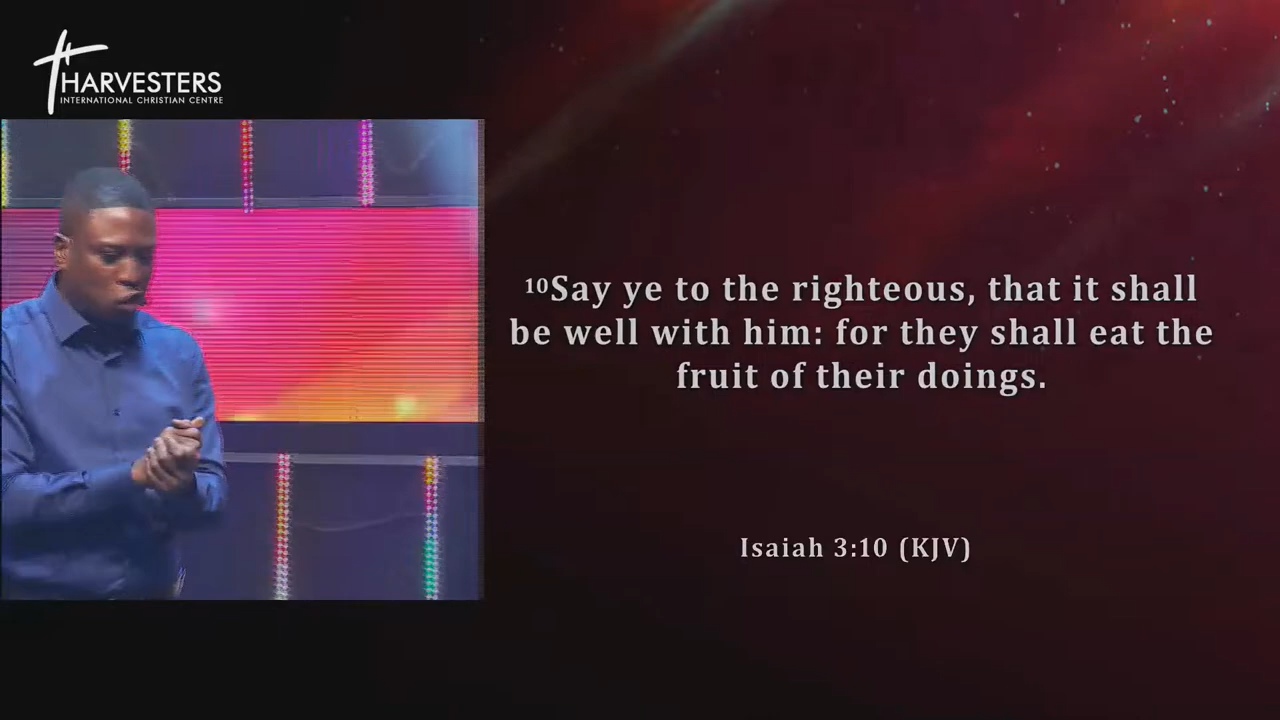 HARVESTERS
INTERNATIONAL CHRISTIAN CENTRE
¹⁰Say ye to the righteous, that it shall
be well with him: for they shall eat the
fruit of their doings.
Isaiah 3:10 (KJV)